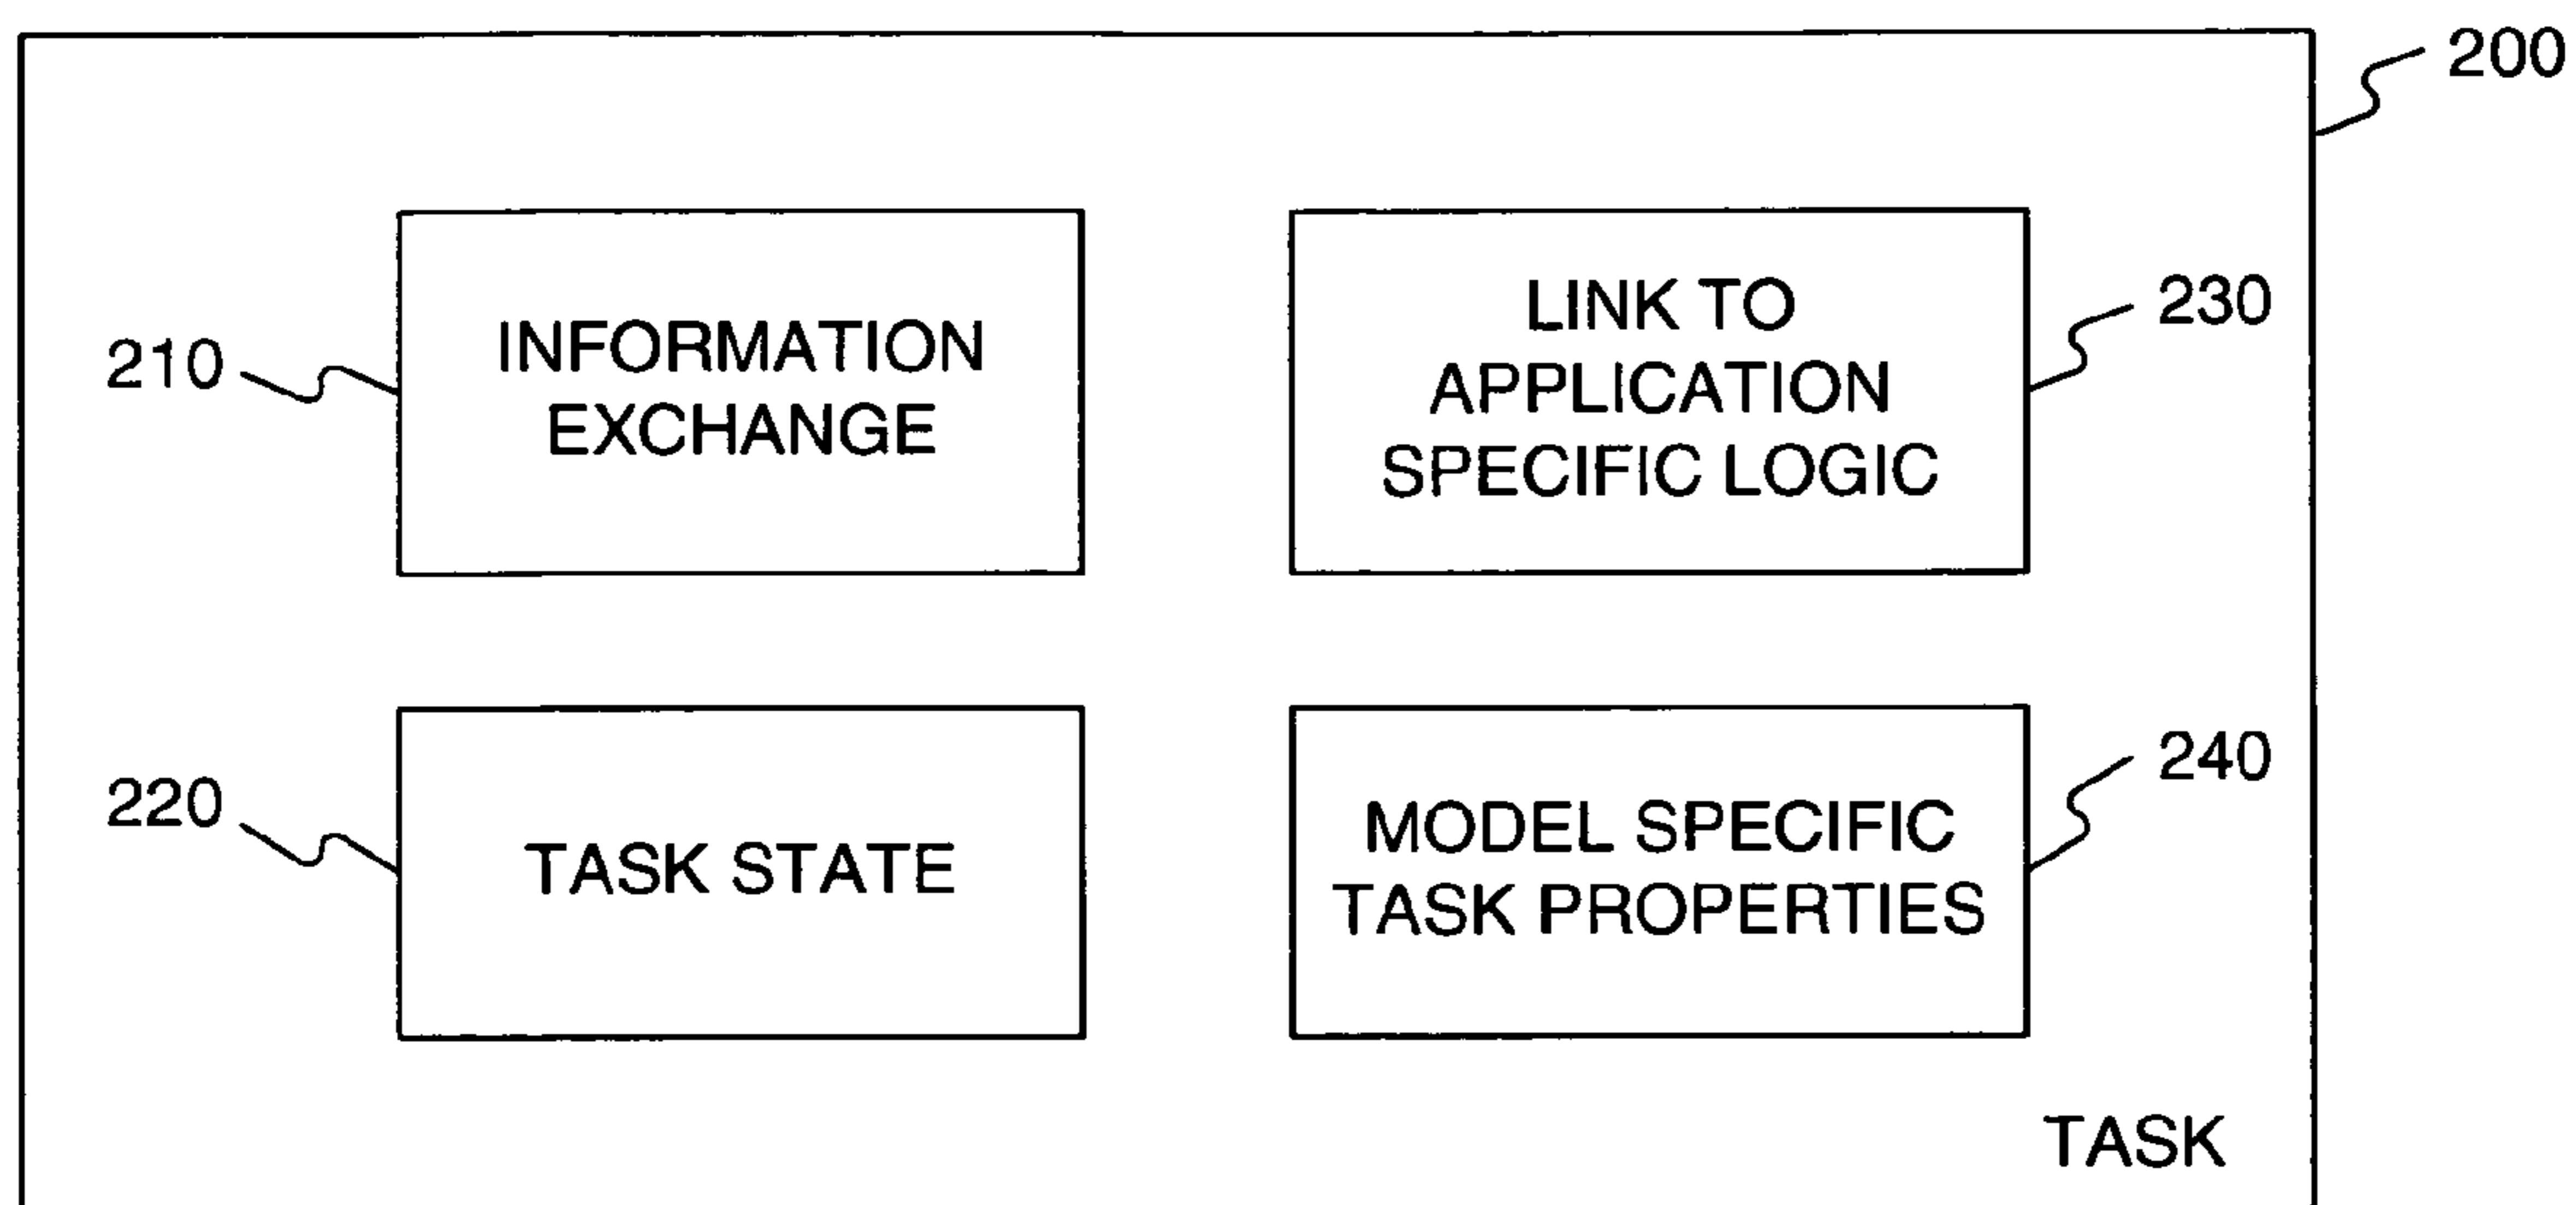 200
210
INFORMATION
EXCHANGE
LINK TO
APPLICATION
SPECIFIC LOGIC
230
220
TASK STATE
MODEL SPECIFIC
TASK PROPERTIES
240
TASK